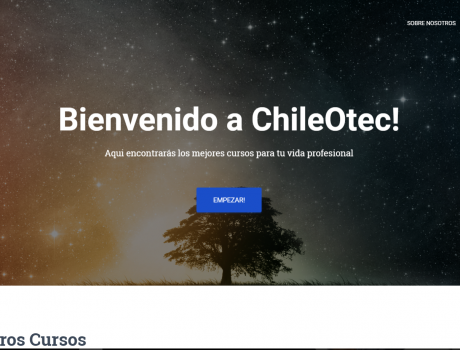 SOBRE NOSOTROS
Bienvenido a ChileOtec!
Aqui encontrarás los mejores cursos para tu vida profesional
EMPEZAR!
ros Cursos